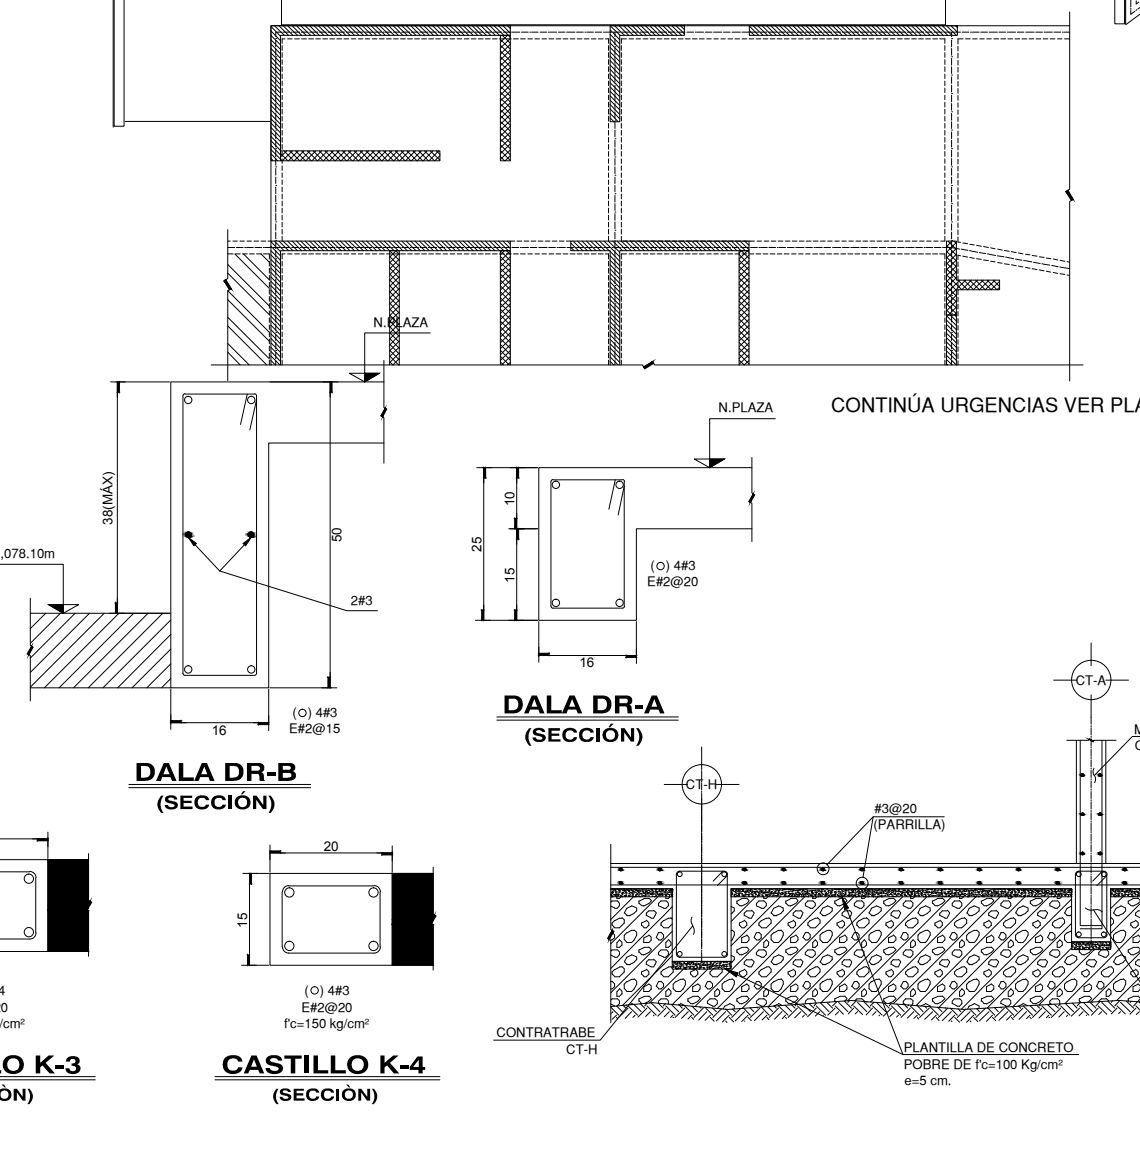 N.PLAZA
CONTINÚA URGENCIAS VER
N.PLAZA
38(MÁX)
50
,078.10m
2#3
16
(O) 4#3
E#2@15
DALA DR-B
(SECCIÓN)
25
10
15
(O) 4#3
E#2@20
16
DALA DR-A
(SECCIÓN)
CT-A
CT-H
#3@20
(PARRILLA)
20
15
(O) 4#3
E#2@20
f'c=150 kg/cm²
CASTILLO K-4
(SECCIÒN)
4
20
/cm²
LO K-3
ÒN)
CONTRATRABE
CT-H
PLANTILLA DE CONCRETO
POBRE DE f'c=100 Kg/cm²
e=5 cm.